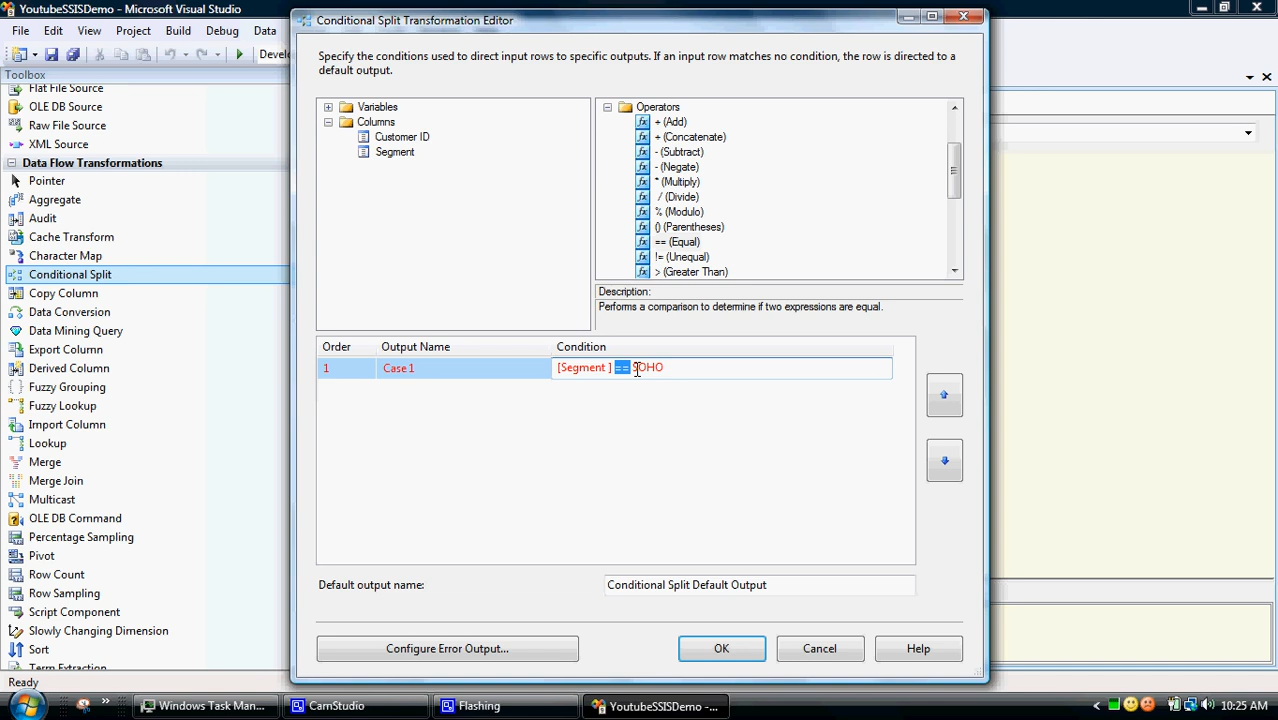 YoutubeSSISDemo - Microsoft Visual Studio
File Edit View Project Build Debug Data
Develo
Toolbox
Flat File Source
OLE DB Source
Raw File Source
XML Source
Data Flow Transformations
Pointer
Aggregate
Audit
Cache Transform
Character Map
Conditional Split
Copy Column
Data Conversion
Data Mining Query
Export Column
Derived Column
Fuzzy Grouping
Fuzzy Lookup
Import Column
Lookup
Merge
Merge Join
Multicast
OLE DB Command
Percentage Sampling
Pivot
Row Count
Row Sampling
Script Component
Slowly Changing Dimension
Sort
Term Extraction
Ready
Conditional Split Transformation Editor
Specify the conditions used to direct input rows to specific outputs. If an input row matches no condition, the row is directed to a
default output.
Variables
Columns
Customer ID
Segment
Operators
+ (Add)
+ (Concatenate)
- (Subtract)
- (Negate)
* (Multiply)
/ (Divide)
% (Modulo)
() (Parentheses)
== (Equal)
!= (Unequal)
> (Greater Than)
Description:
Performs a comparison to determine if two expressions are equal.
Order Output Name Condition
1 Case 1 [Segment ] == SOHO
Default output name: Conditional Split Default Output
Configure Error Output... OK Cancel Help
Windows Task Man... CamStudio Flashing YoutubeSSISDemo -... 10:25 AM